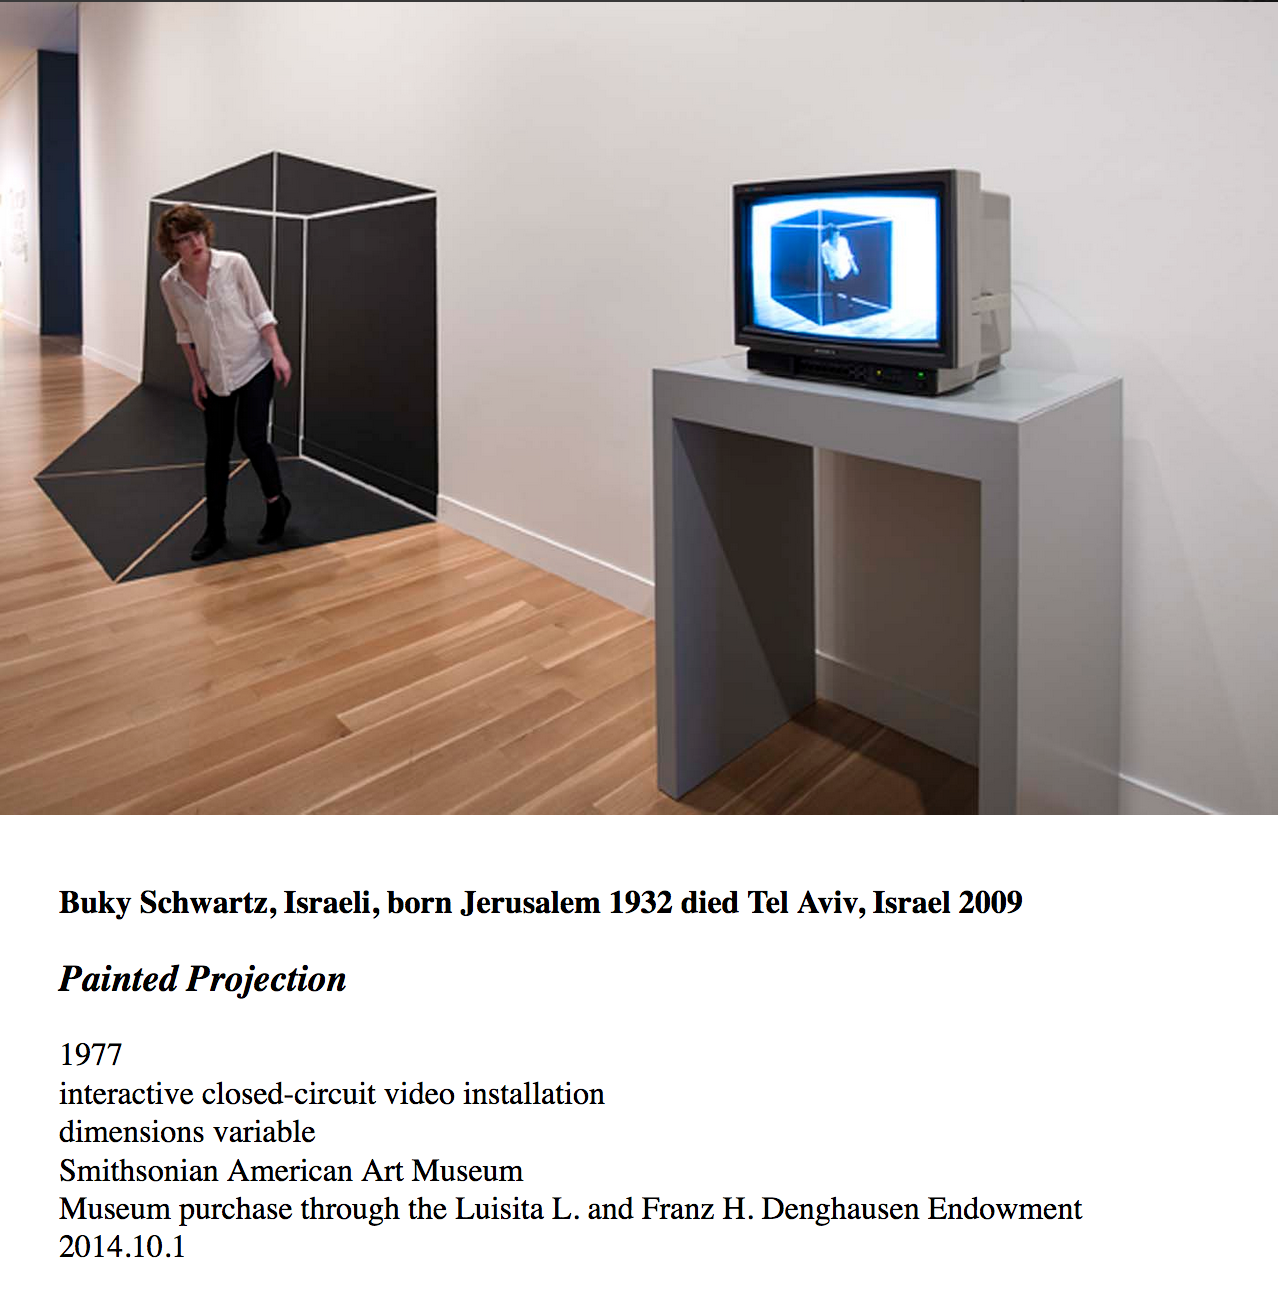 Buky Schwartz, Israeli, born Jerusalem 1932 died Tel Aviv, Israel 2009
Painted Projection
1977
interactive closed-circuit video installation
dimensions variable
Smithsonian American Art Museum
Museum purchase through the Luisita L. and Franz H. Denghausen Endowment
2014.10.1